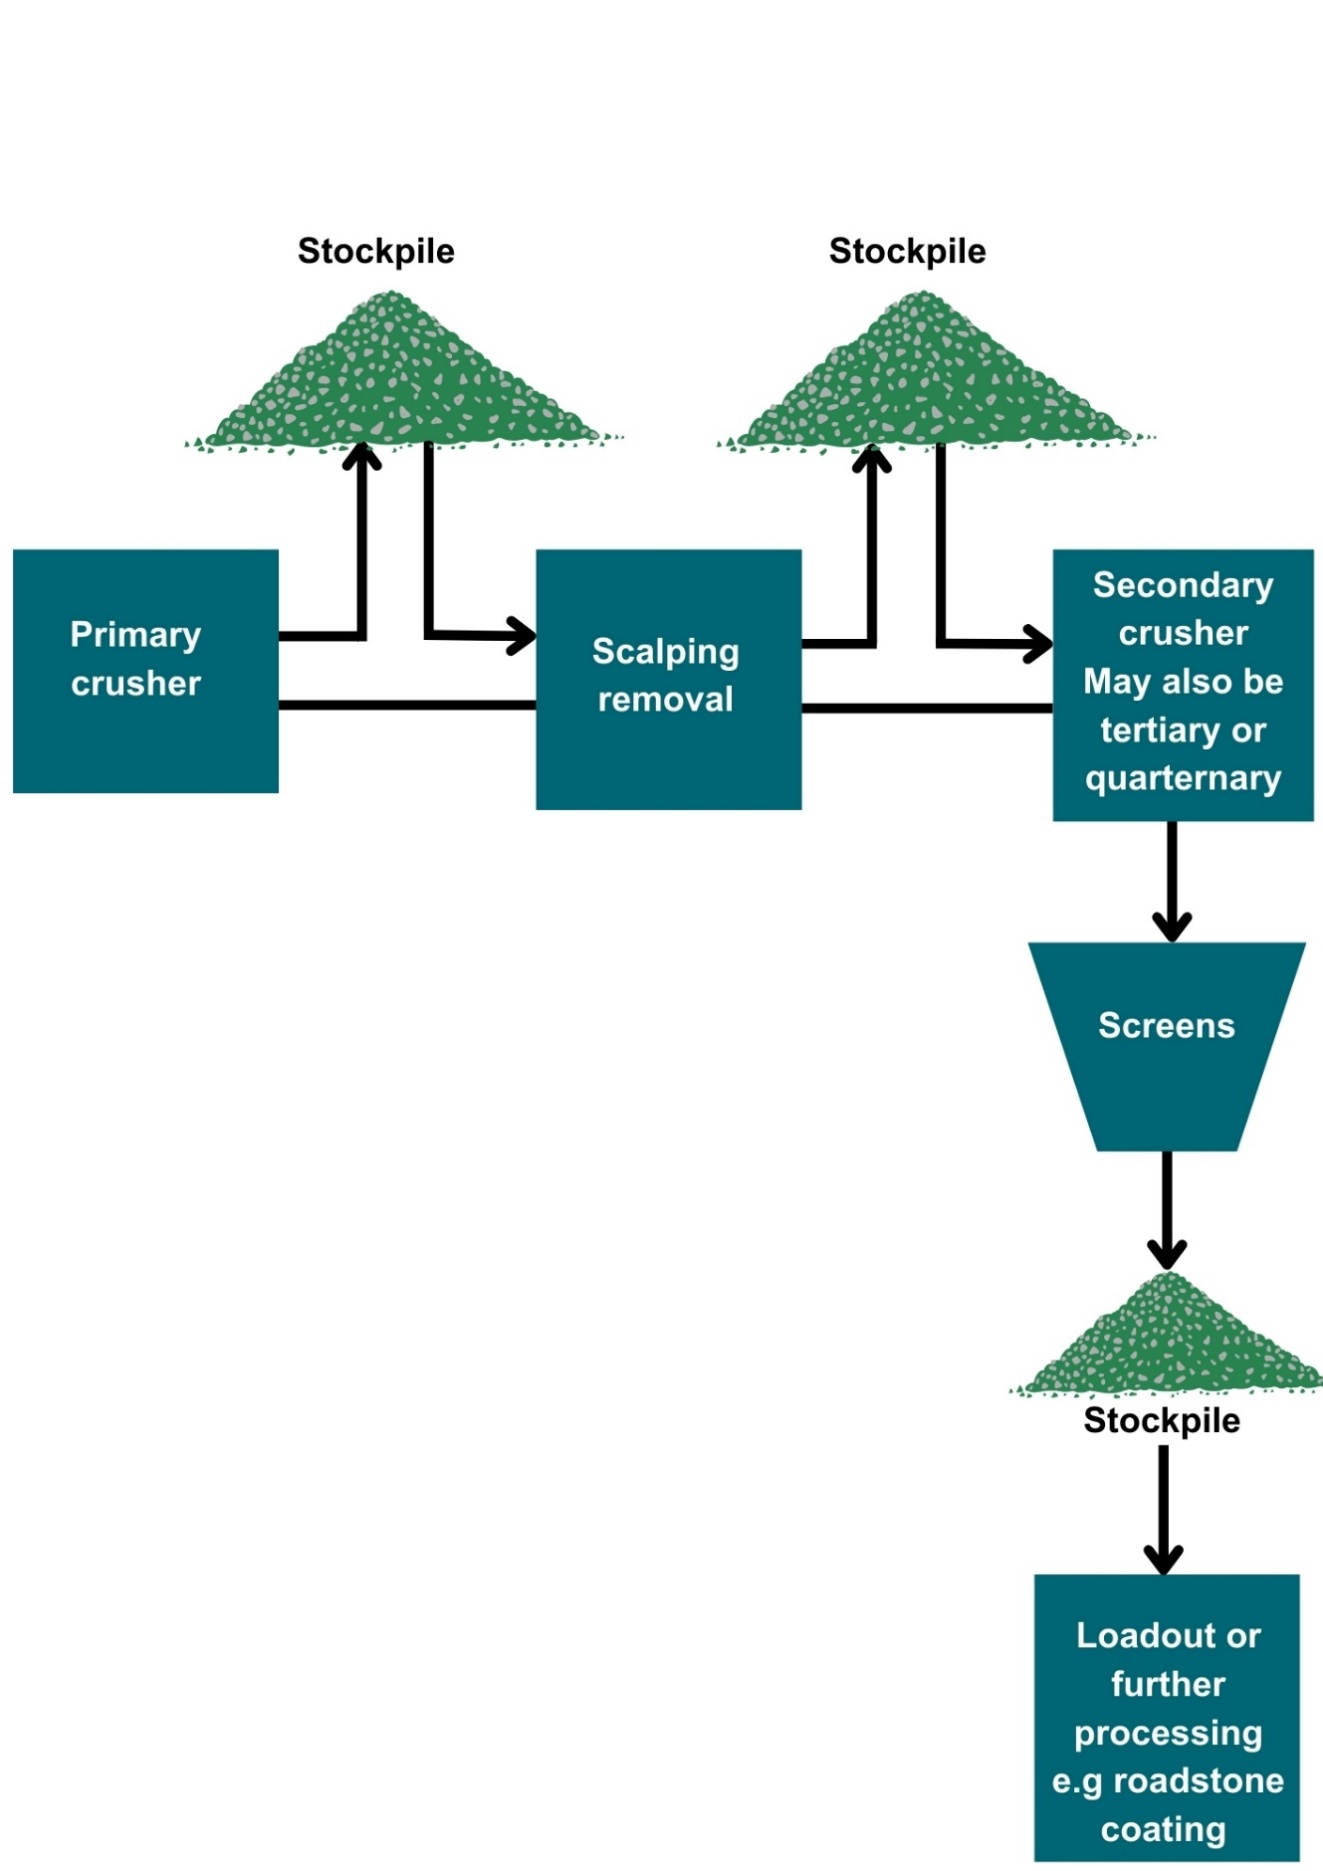 Stockpile
Stockpile
Primary
crusher
Scalping
removal
Secondary
crusher
May also be
tertiary or
quarternary
Screens
Stockpile
Loadout or
further
processing
e.g roadstone
coating